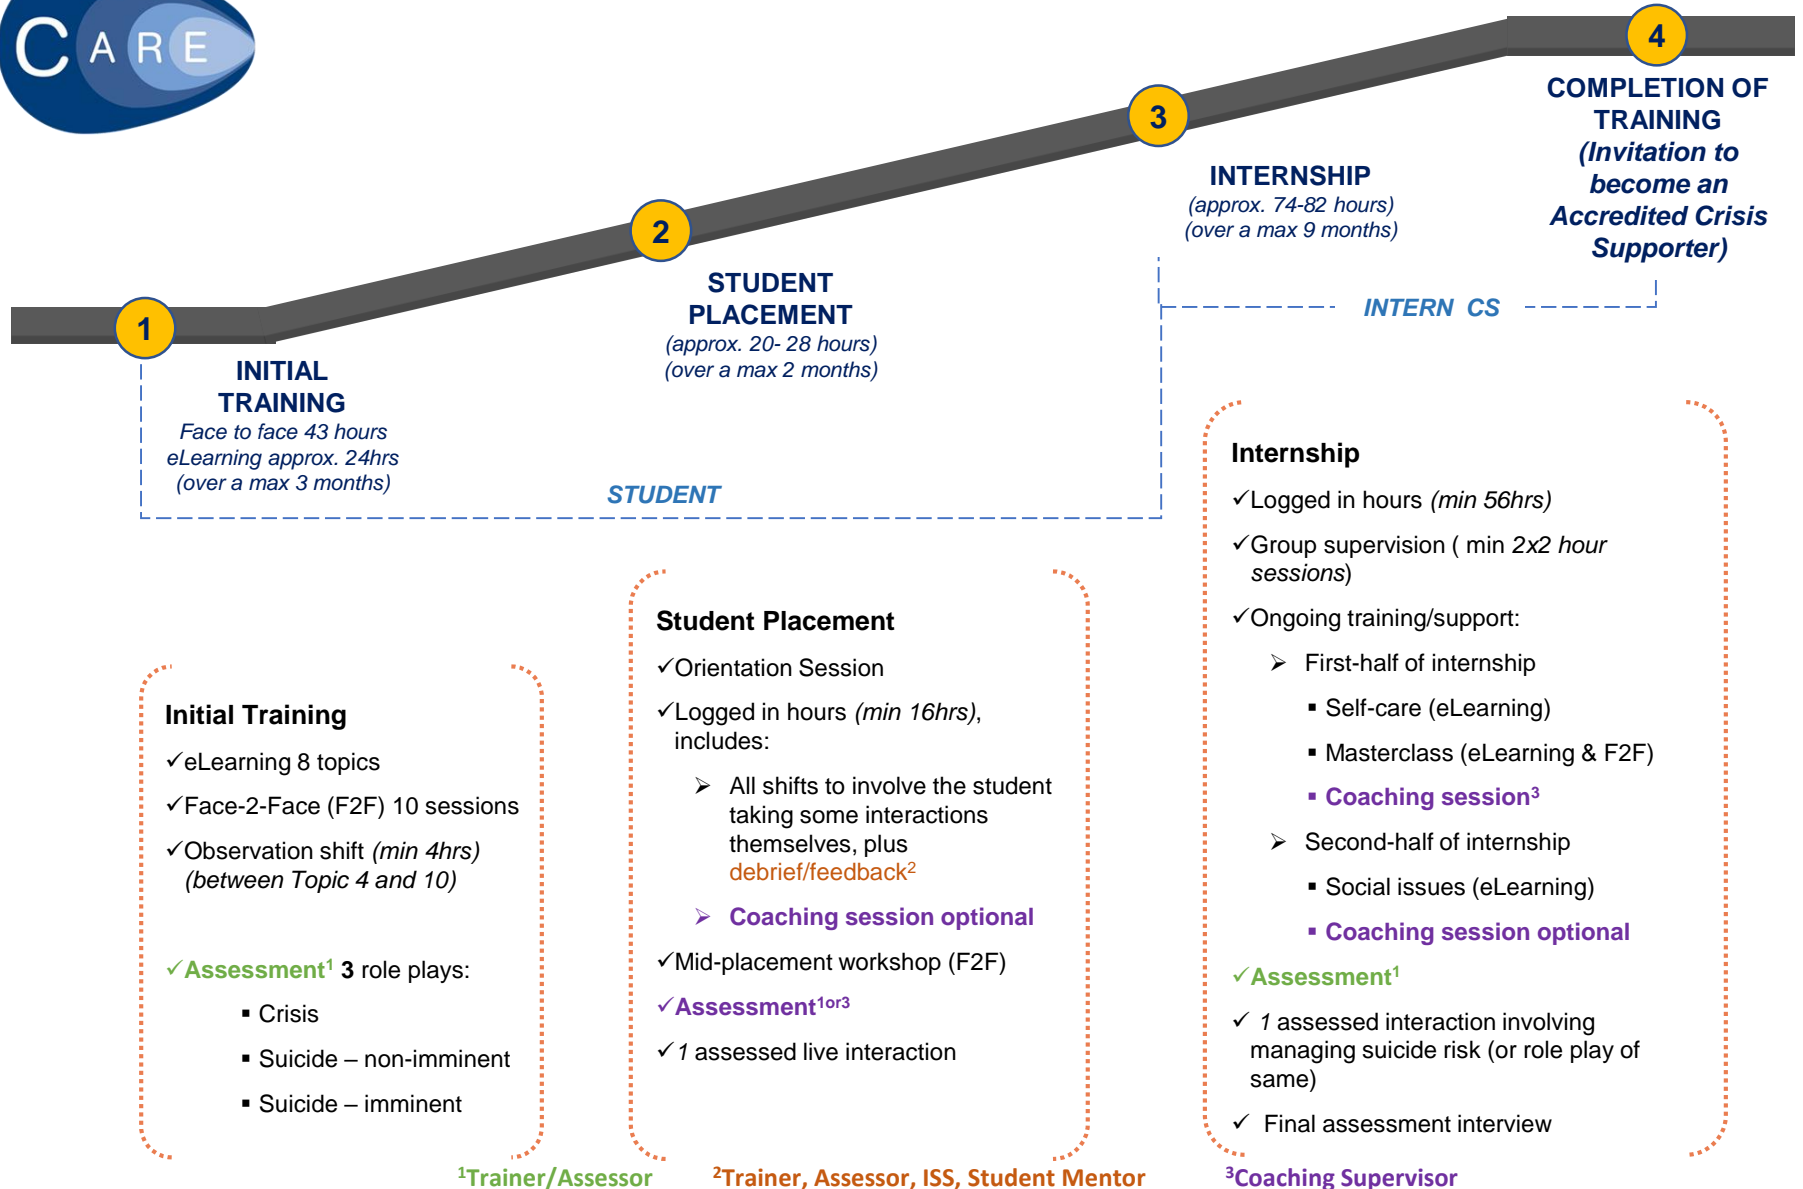 CARE
4
COMPLETION OF
TRAINING
(Invitation to
become an
Accredited Crisis
Supporter)
3
INTERNSHIP
(approx. 74-82 hours)
(over a max 9 months)
2
STUDENT
PLACEMENT
(approx. 20- 28 hours)
(over a max 2 months)
INTERN CS
1
INITIAL
TRAINING
Face to face 43 hours
eLearning approx. 24hrs
(over a max 3 months)
STUDENT
Initial Training
✓eLearning 8 topics
✓Face-2-Face (F2F) 10 sessions
✓Observation shift (min 4hrs)
(between Topic 4 and 10)
✓Assessment¹ 3 role plays:
▪ Crisis
▪ Suicide – non-imminent
▪ Suicide – imminent
Student Placement
✓Orientation Session
✓Logged in hours (min 16hrs),
includes:
➢ All shifts to involve the student
taking some interactions
themselves, plus
debrief/feedback²
➢ Coaching session optional
✓Mid-placement workshop (F2F)
✓Assessment¹ᵒʳ³
✓1 assessed live interaction
Internship
✓Logged in hours (min 56hrs)
✓Group supervision ( min 2x2 hour
sessions)
✓Ongoing training/support:
➢ First-half of internship
▪ Self-care (eLearning)
▪ Masterclass (eLearning & F2F)
▪ Coaching session³
➢ Second-half of internship
▪ Social issues (eLearning)
▪ Coaching session optional
✓Assessment¹
✓ 1 assessed interaction involving
managing suicide risk (or role play of
same)
✓ Final assessment interview
¹Trainer/Assessor ²Trainer, Assessor, ISS, Student Mentor ³Coaching Supervisor